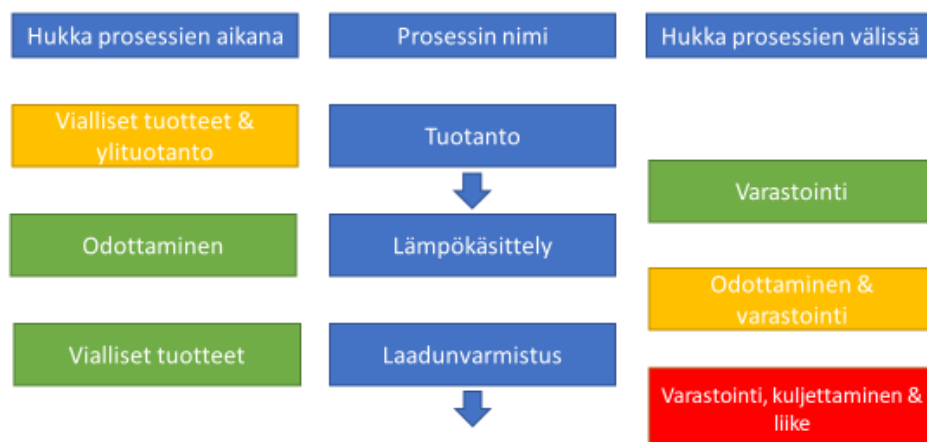 Hukka prosessien aikana
Prosessin nimi
Hukka prosessien välissä
Vialliset tuotteet &
ylituotanto
Tuotanto
Varastointi
Odottaminen
Lämpökäsittely
Odottaminen &
varastointi
Vialliset tuotteet
Laadunvarmistus
Varastointi, kuljettaminen &
liike